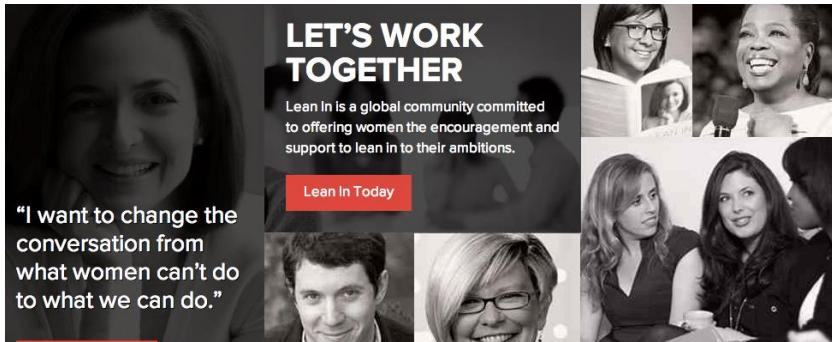 “I want to change the
conversation from
what women can’t do
to what we can do.”
LET’S WORK
TOGETHER
Lean In is a global community committed
to offering women the encouragement and
support to lean in to their ambitions.
Lean In Today
LEAN IN